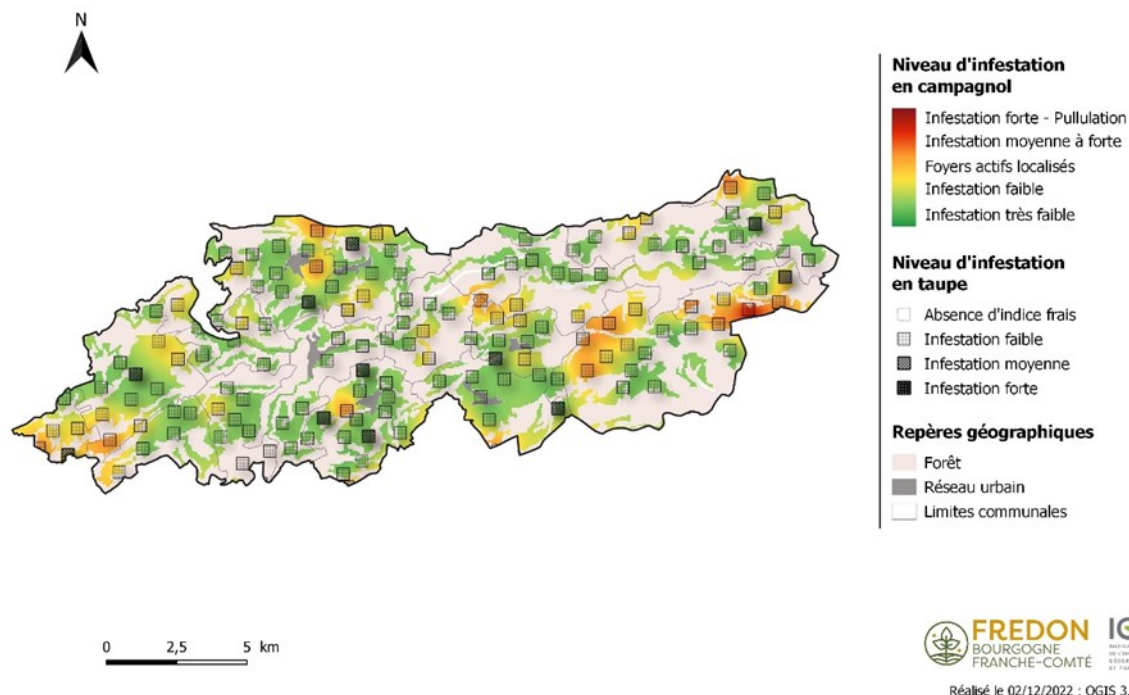 N
Niveau d'infestation
en campagnol
Infestation forte - Pullulation
Infestation moyenne à forte
Foyers actifs localisés
Infestation faible
Infestation très faible
Niveau d'infestation
en taupe
Absence d'indice frais
Infestation faible
Infestation moyenne
Infestation forte
Repères géographiques
Forêt
Réseau urbain
Limites communales
0 2,5 5 km
FREDON
BOURGOGNE
FRANCHE-COMTÉ
Réalisé le 02/12/2022 : QGIS 3.